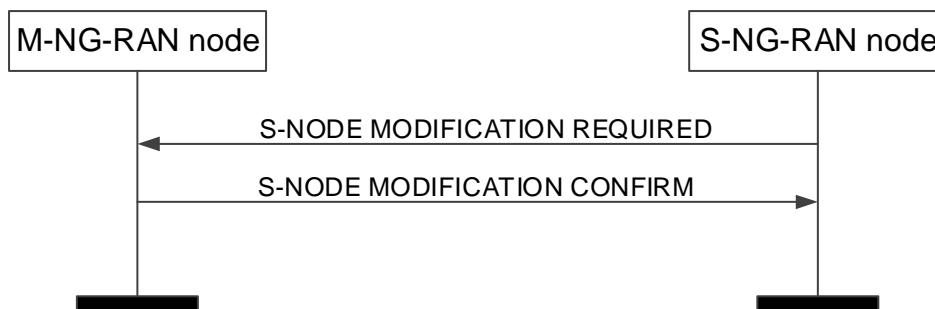 M-NG-RAN node
S-NG-RAN node
S-NODE MODIFICATION REQUIRED
S-NODE MODIFICATION CONFIRM